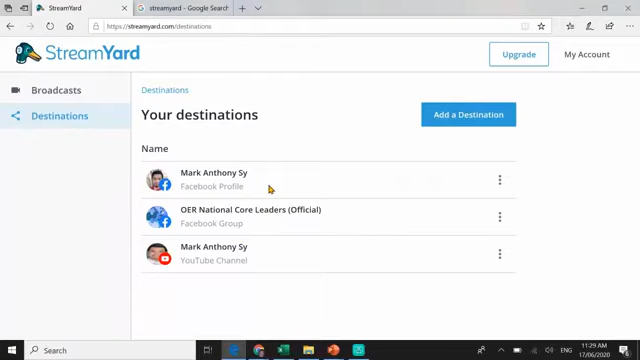 StreamYard
streamyard - Google Search
https://streamyard.com/destinations
StreamYard
Upgrade
My Account
Broadcasts
Destinations
Destinations
Your destinations
Add a Destination
Name
Mark Anthony Sy
Facebook Profile
OER National Core Leaders (Official)
Facebook Group
Mark Anthony Sy
YouTube Channel
Search
ENG
11:29 AM
17/06/2020